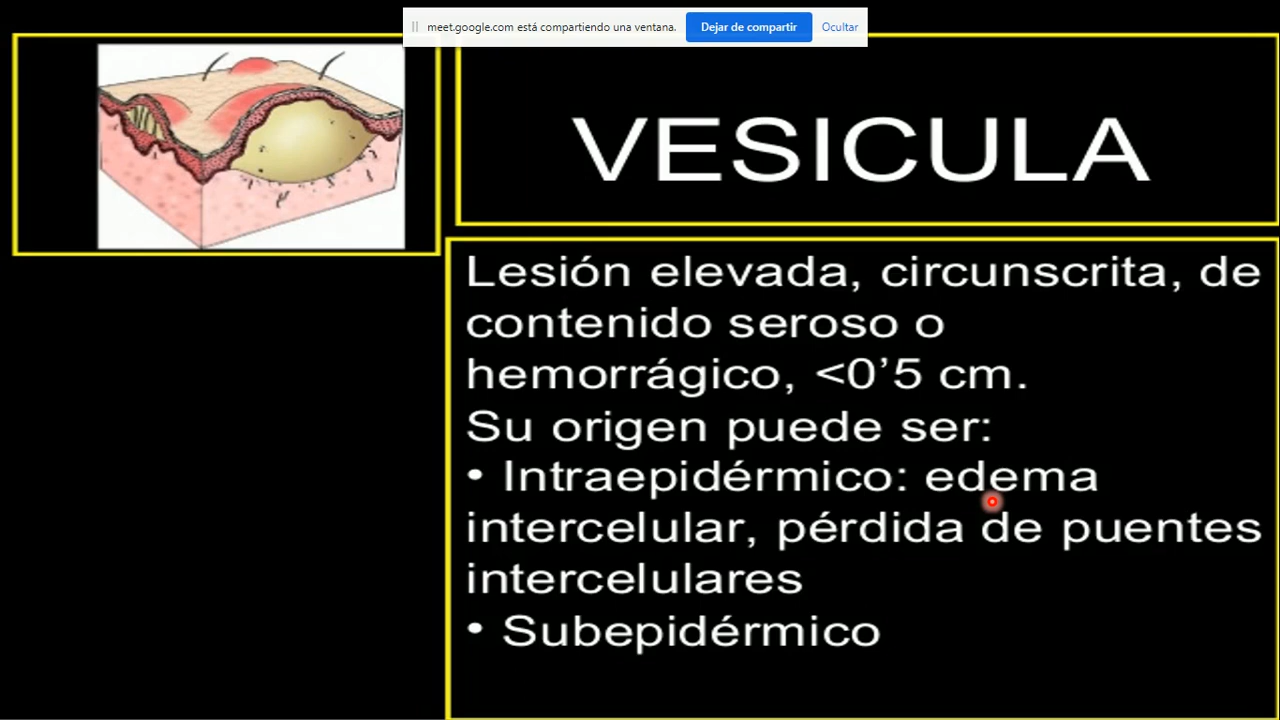 meet.google.com está compartiendo una ventana.
Dejar de compartir
Ocultar
VESICULA
Lesión elevada, circunscrita, de
contenido seroso o
hemorrágico, <0’5 cm.
Su origen puede ser:
• Intraepidérmico: edema
intercelular, pérdida de puentes
intercelulares
• Subepidérmico